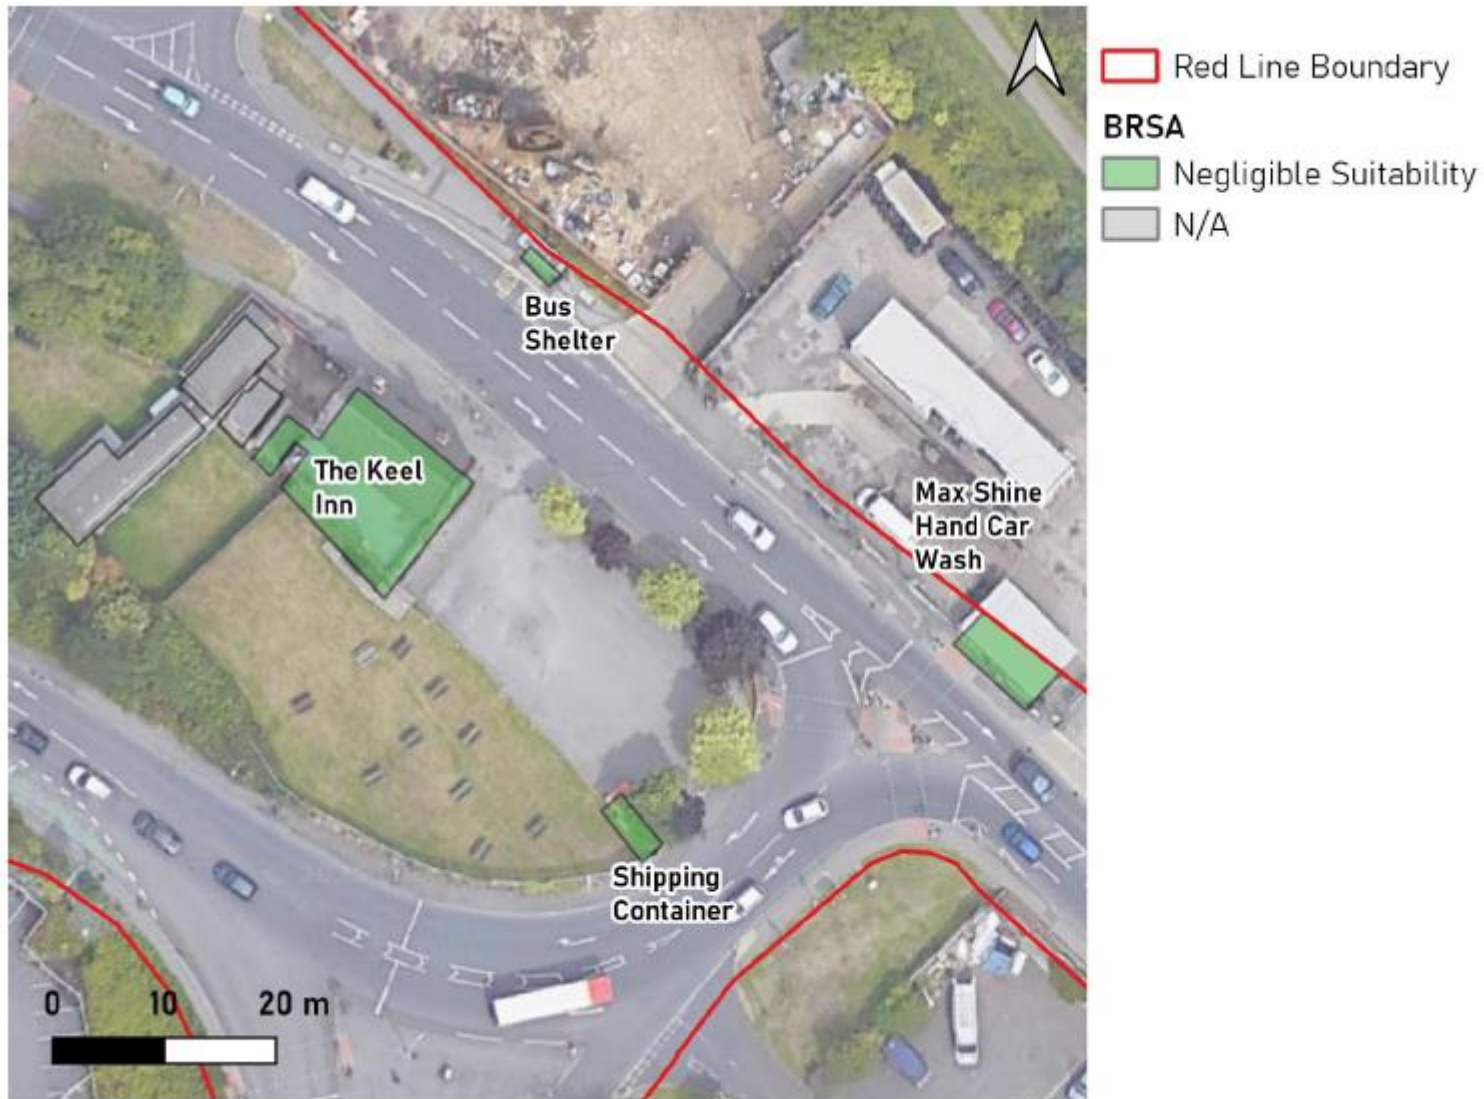 Red Line Boundary
BRSA
Negligible Suitability
N/A
Bus
Shelter
The Keel
Inn
Max Shine
Hand Car
Wash
Shipping
Container
0 10 20 m